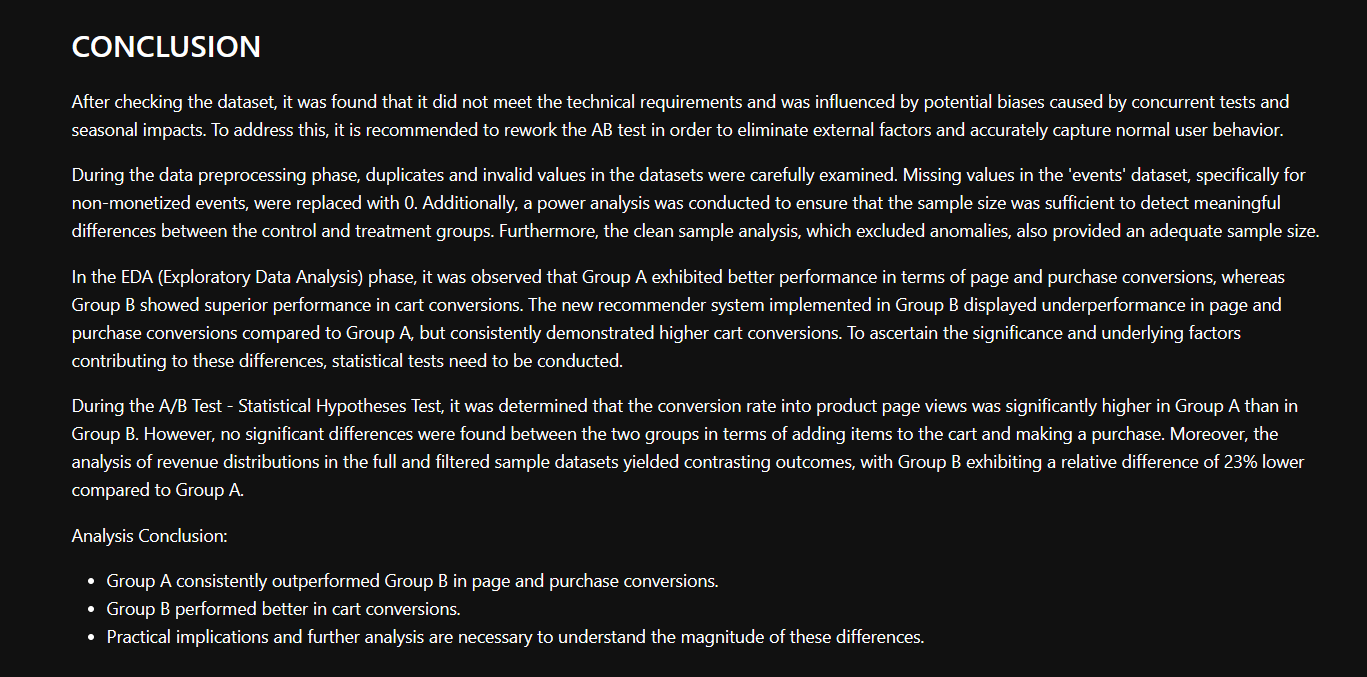 CONCLUSION
After checking the dataset, it was found that it did not meet the technical requirements and was influenced by potential biases caused by concurrent tests and
seasonal impacts. To address this, it is recommended to rework the AB test in order to eliminate external factors and accurately capture normal user behavior.
During the data preprocessing phase, duplicates and invalid values in the datasets were carefully examined. Missing values in the 'events' dataset, specifically for
non-monetized events, were replaced with 0. Additionally, a power analysis was conducted to ensure that the sample size was sufficient to detect meaningful
differences between the control and treatment groups. Furthermore, the clean sample analysis, which excluded anomalies, also provided an adequate sample size.
In the EDA (Exploratory Data Analysis) phase, it was observed that Group A exhibited better performance in terms of page and purchase conversions, whereas
Group B showed superior performance in cart conversions. The new recommender system implemented in Group B displayed underperformance in page and
purchase conversions compared to Group A, but consistently demonstrated higher cart conversions. To ascertain the significance and underlying factors
contributing to these differences, statistical tests need to be conducted.
During the A/B Test - Statistical Hypotheses Test, it was determined that the conversion rate into product page views was significantly higher in Group A than in
Group B. However, no significant differences were found between the two groups in terms of adding items to the cart and making a purchase. Moreover, the
analysis of revenue distributions in the full and filtered sample datasets yielded contrasting outcomes, with Group B exhibiting a relative difference of 23% lower
compared to Group A.
Analysis Conclusion:
• Group A consistently outperformed Group B in page and purchase conversions.
• Group B performed better in cart conversions.
• Practical implications and further analysis are necessary to understand the magnitude of these differences.